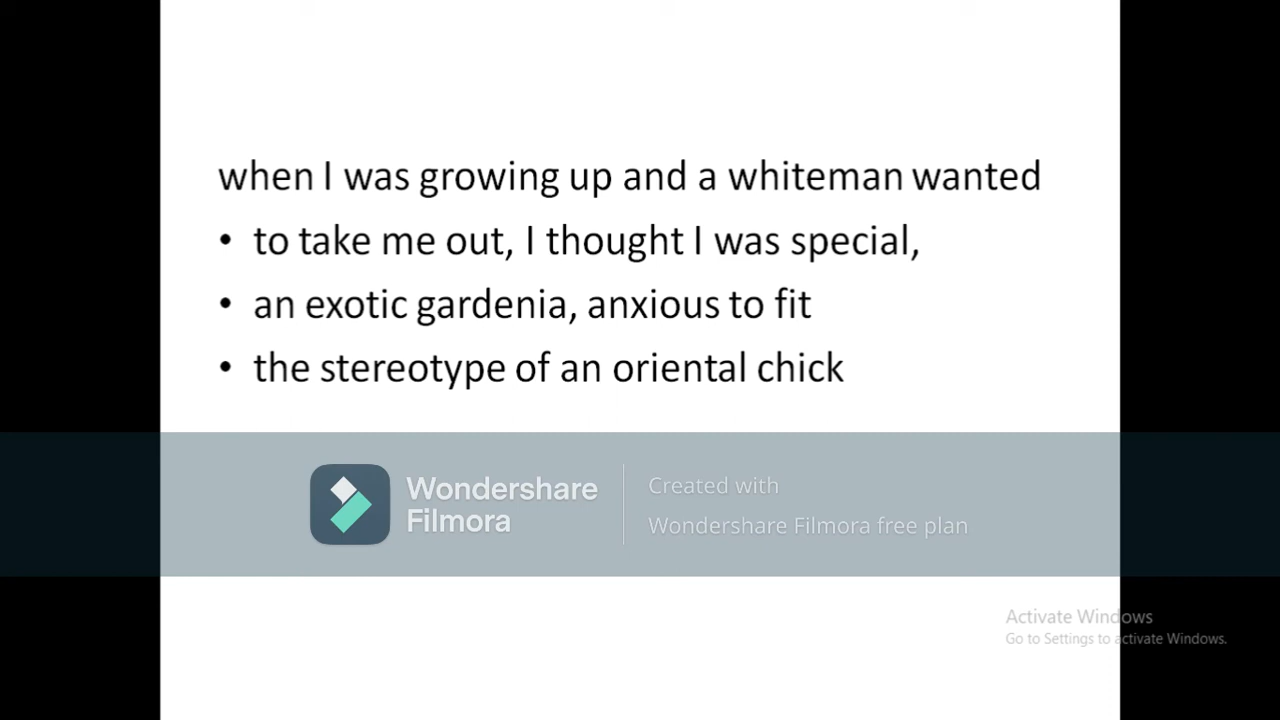 when I was growing up and a whiteman wanted
• to take me out, I thought I was special,
• an exotic gardenia, anxious to fit
• the stereotype of an oriental chick
Wondershare
Filmora
Created with
Wondershare Filmora free plan
Activate Windows
Go to Settings to activate Windows.